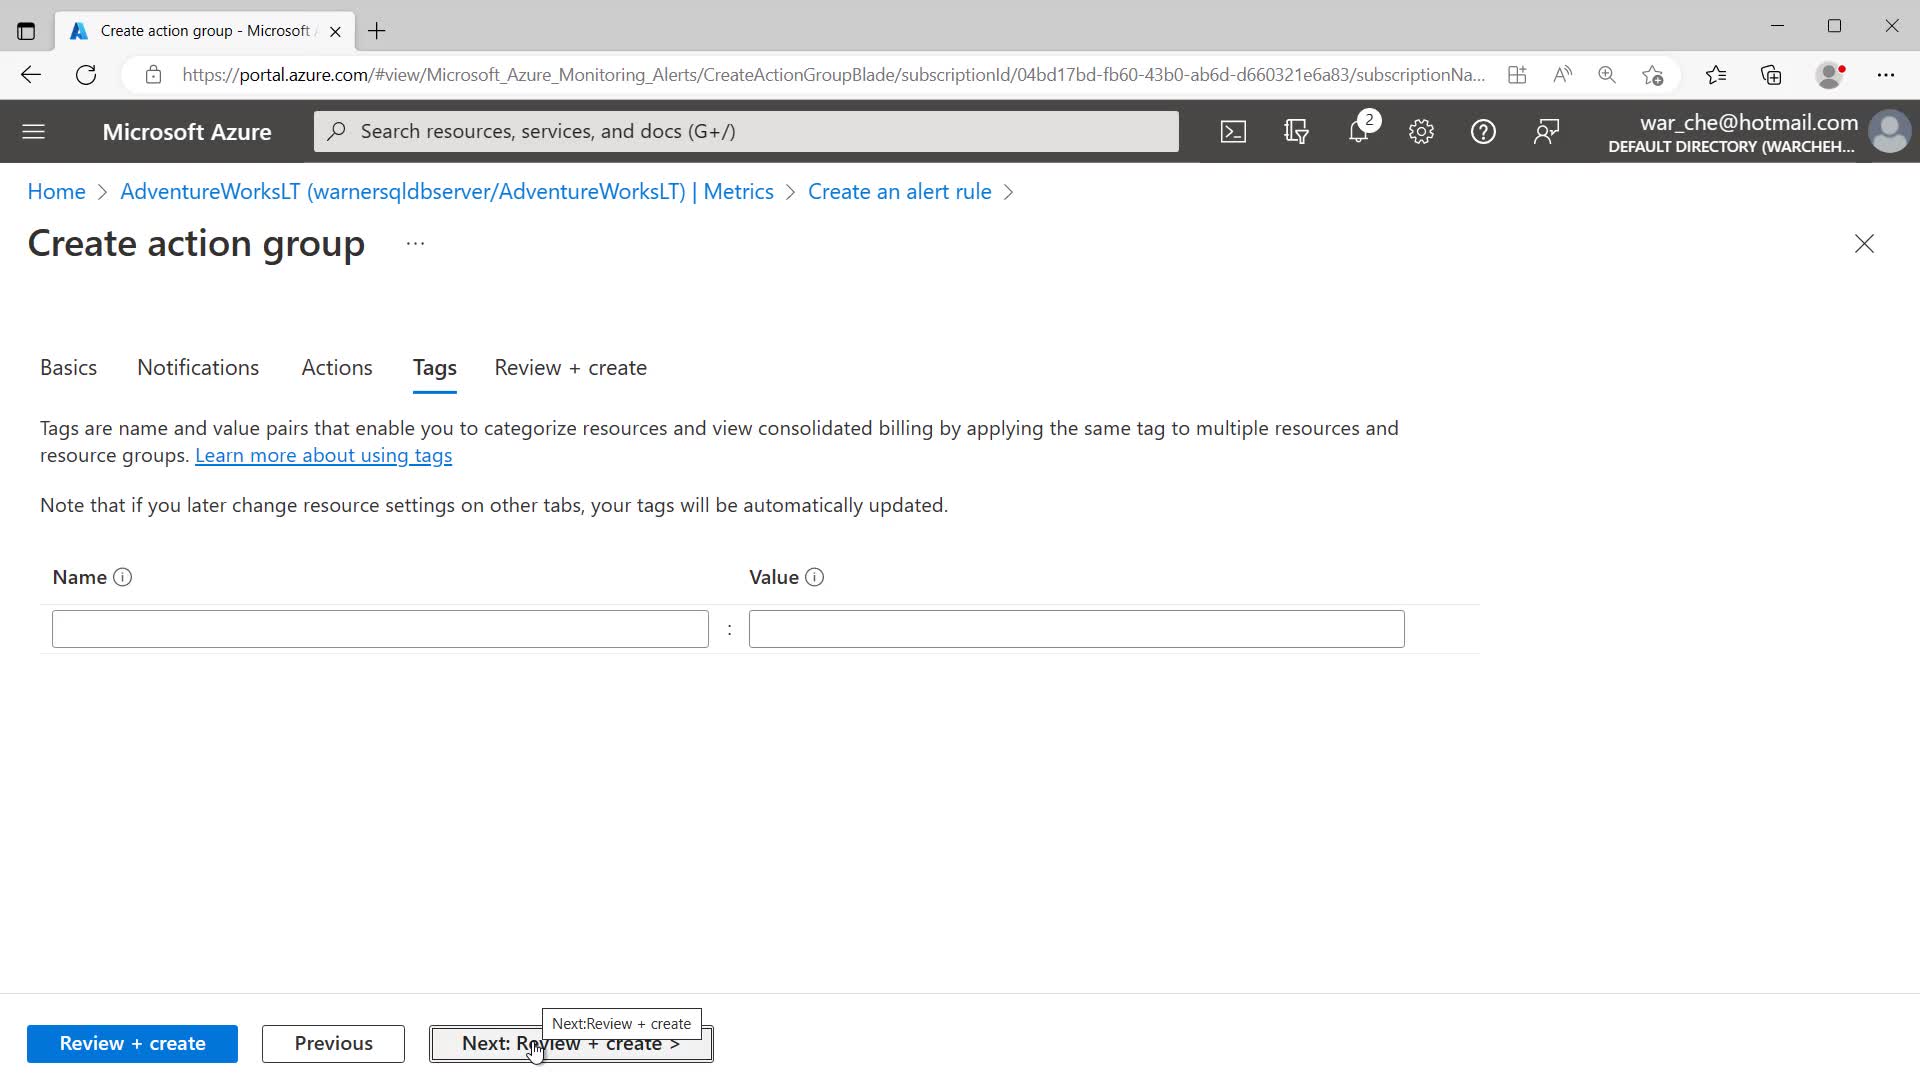 Create action group - Microsoft
https://portal.azure.com/#view/Microsoft_Azure_Monitoring_Alerts/CreateActionGroupBlade/subscriptionId/04bd17bd-fb60-43b0-ab6d-d660321e6a83/subscriptionNa...
Microsoft Azure
Search resources, services, and docs (G+/)
2
war_che@hotmail.com
DEFAULT DIRECTORY (WARCHEH...
Home > AdventureWorksLT (warnersqldbserver/AdventureWorksLT) | Metrics > Create an alert rule >
Create action group ...
Basics Notifications Actions Tags Review + create
Tags are name and value pairs that enable you to categorize resources and view consolidated billing by applying the same tag to multiple resources and
resource groups. Learn more about using tags
Note that if you later change resource settings on other tabs, your tags will be automatically updated.
Name Value
:
Next:Review + create
Review + create Previous Next: Review + create >